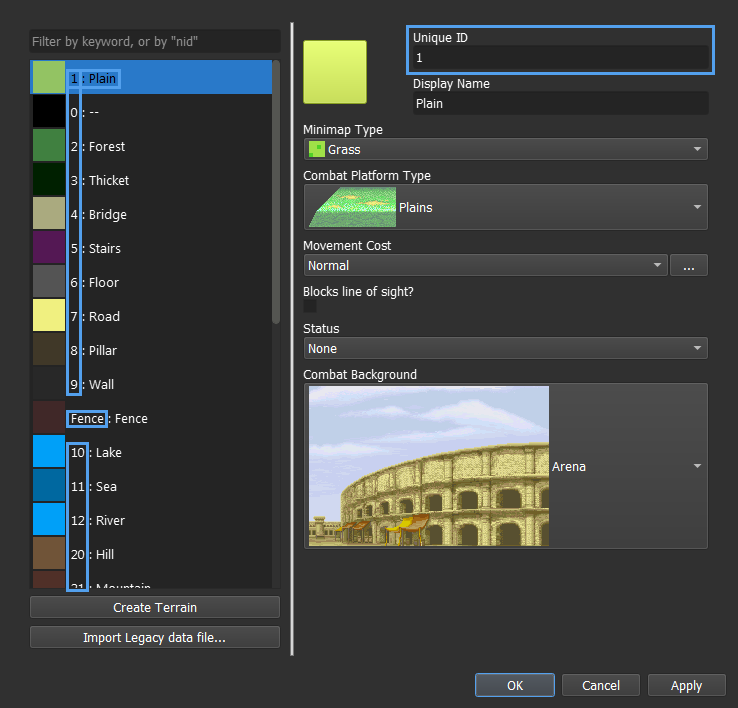 Filter by keyword, or by "nid"
1 : Plain
0 : --
2 : Forest
3 : Thicket
4 : Bridge
5 : Stairs
6 : Floor
7 : Road
8 : Pillar
9 : Wall
Fence : Fence
10 : Lake
11 : Sea
12 : River
20 : Hill
21 : Mountain
Create Terrain
Import Legacy data file...
Unique ID
1
Display Name
Plain
Minimap Type
Grass
Combat Platform Type
Plains
Movement Cost
Normal
...
Blocks line of sight?
Status
None
Combat Background
Arena
OK
Cancel
Apply